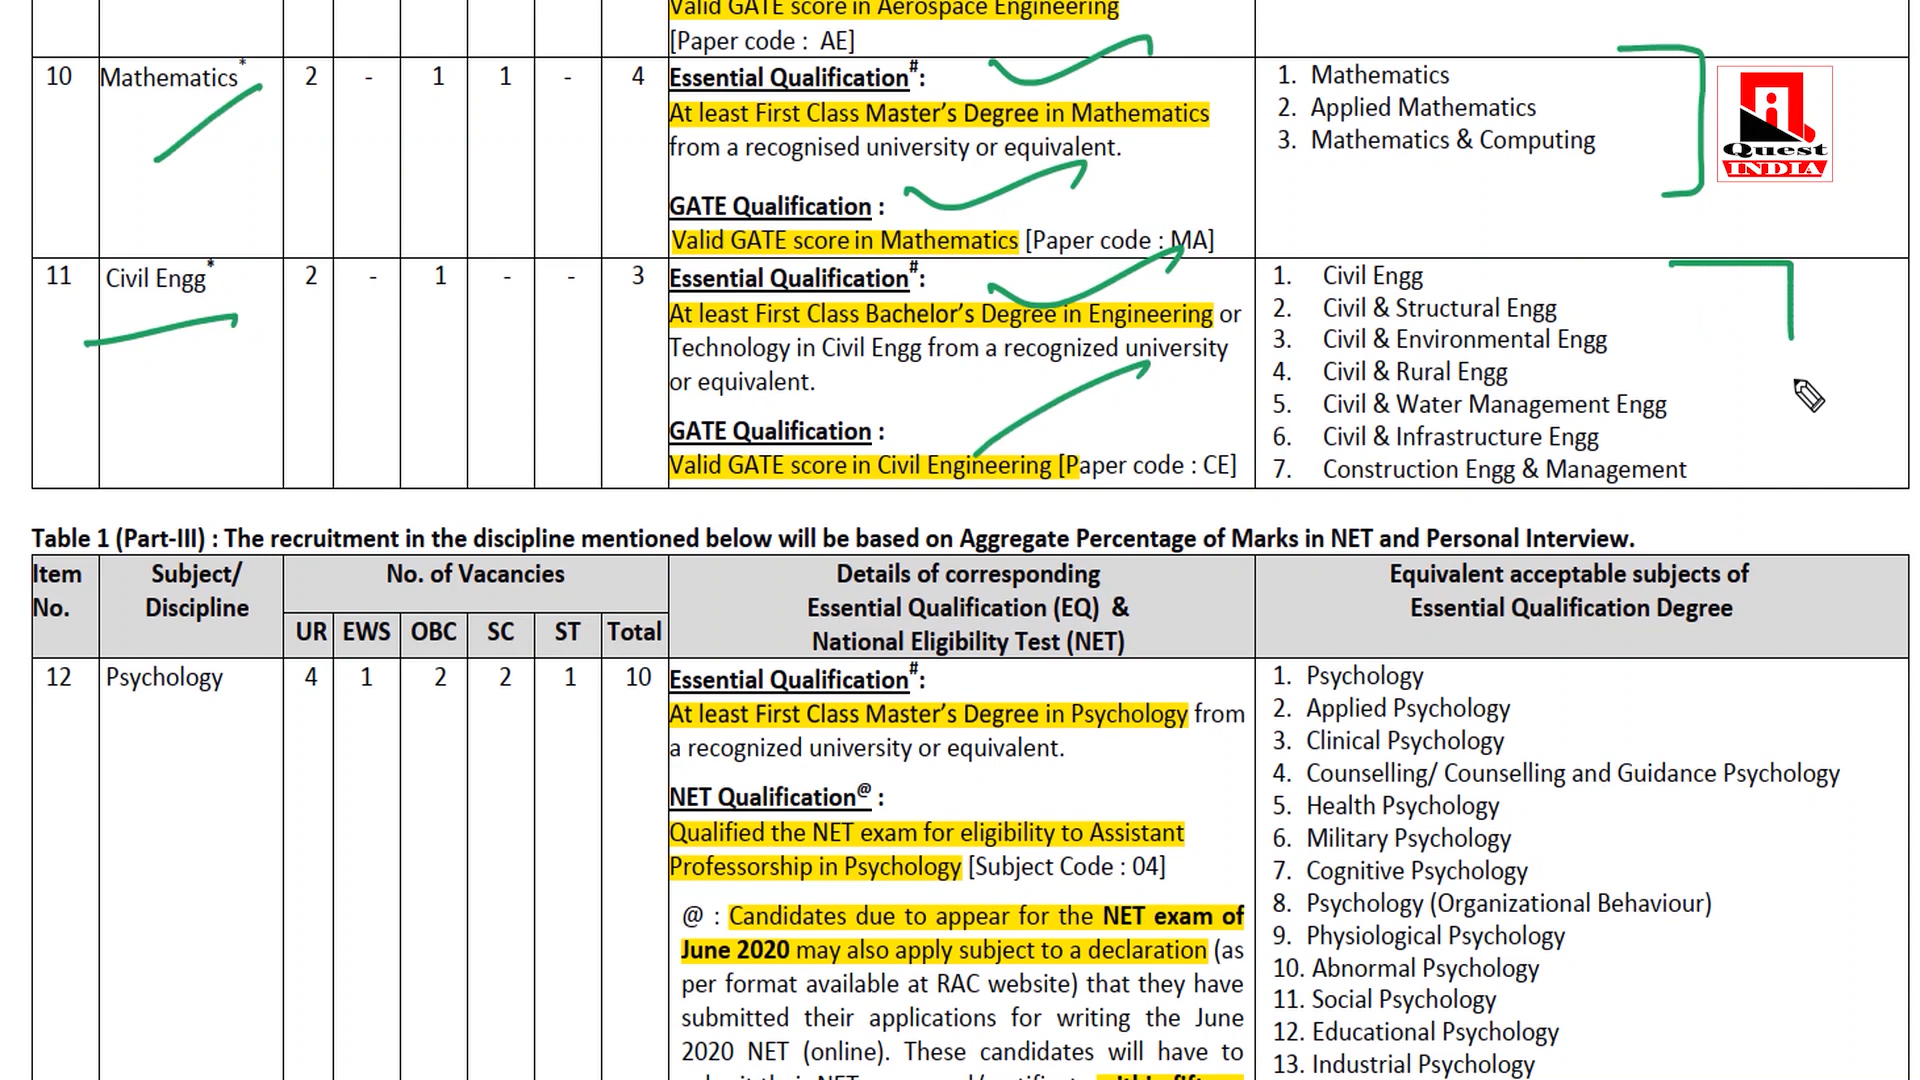 Valid GATE score in Aerospace Engineering
[Paper code : AE]
10 Mathematics* 2 - 1 1 - 4
Essential Qualification#:
At least First Class Master's Degree in Mathematics
from a recognised university or equivalent.
GATE Qualification :
Valid GATE score in Mathematics [Paper code : MA]
1. Mathematics
2. Applied Mathematics
3. Mathematics & Computing
Quest
INDIA
11 Civil Engg* 2 - 1 - - 3
Essential Qualification#:
At least First Class Bachelor's Degree in Engineering or
Technology in Civil Engg from a recognized university
or equivalent.
GATE Qualification :
Valid GATE score in Civil Engineering [Paper code : CE]
1. Civil Engg
2. Civil & Structural Engg
3. Civil & Environmental Engg
4. Civil & Rural Engg
5. Civil & Water Management Engg
6. Civil & Infrastructure Engg
7. Construction Engg & Management
Table 1 (Part-III) : The recruitment in the discipline mentioned below will be based on Aggregate Percentage of Marks in NET and Personal Interview.
Item No.
Subject/ Discipline
No. of Vacancies
UR EWS OBC SC ST Total
Details of corresponding
Essential Qualification (EQ) &
National Eligibility Test (NET)
Equivalent acceptable subjects of
Essential Qualification Degree
12 Psychology 4 1 2 2 1 10
Essential Qualification#:
At least First Class Master's Degree in Psychology from
a recognized university or equivalent.
NET Qualification@ :
Qualified the NET exam for eligibility to Assistant
Professorship in Psychology [Subject Code : 04]
@ : Candidates due to appear for the NET exam of
June 2020 may also apply subject to a declaration (as
per format available at RAC website) that they have
submitted their applications for writing the June
2020 NET (online). These candidates will have to
1. Psychology
2. Applied Psychology
3. Clinical Psychology
4. Counselling/ Counselling and Guidance Psychology
5. Health Psychology
6. Military Psychology
7. Cognitive Psychology
8. Psychology (Organizational Behaviour)
9. Physiological Psychology
10. Abnormal Psychology
11. Social Psychology
12. Educational Psychology
13. Industrial Psychology